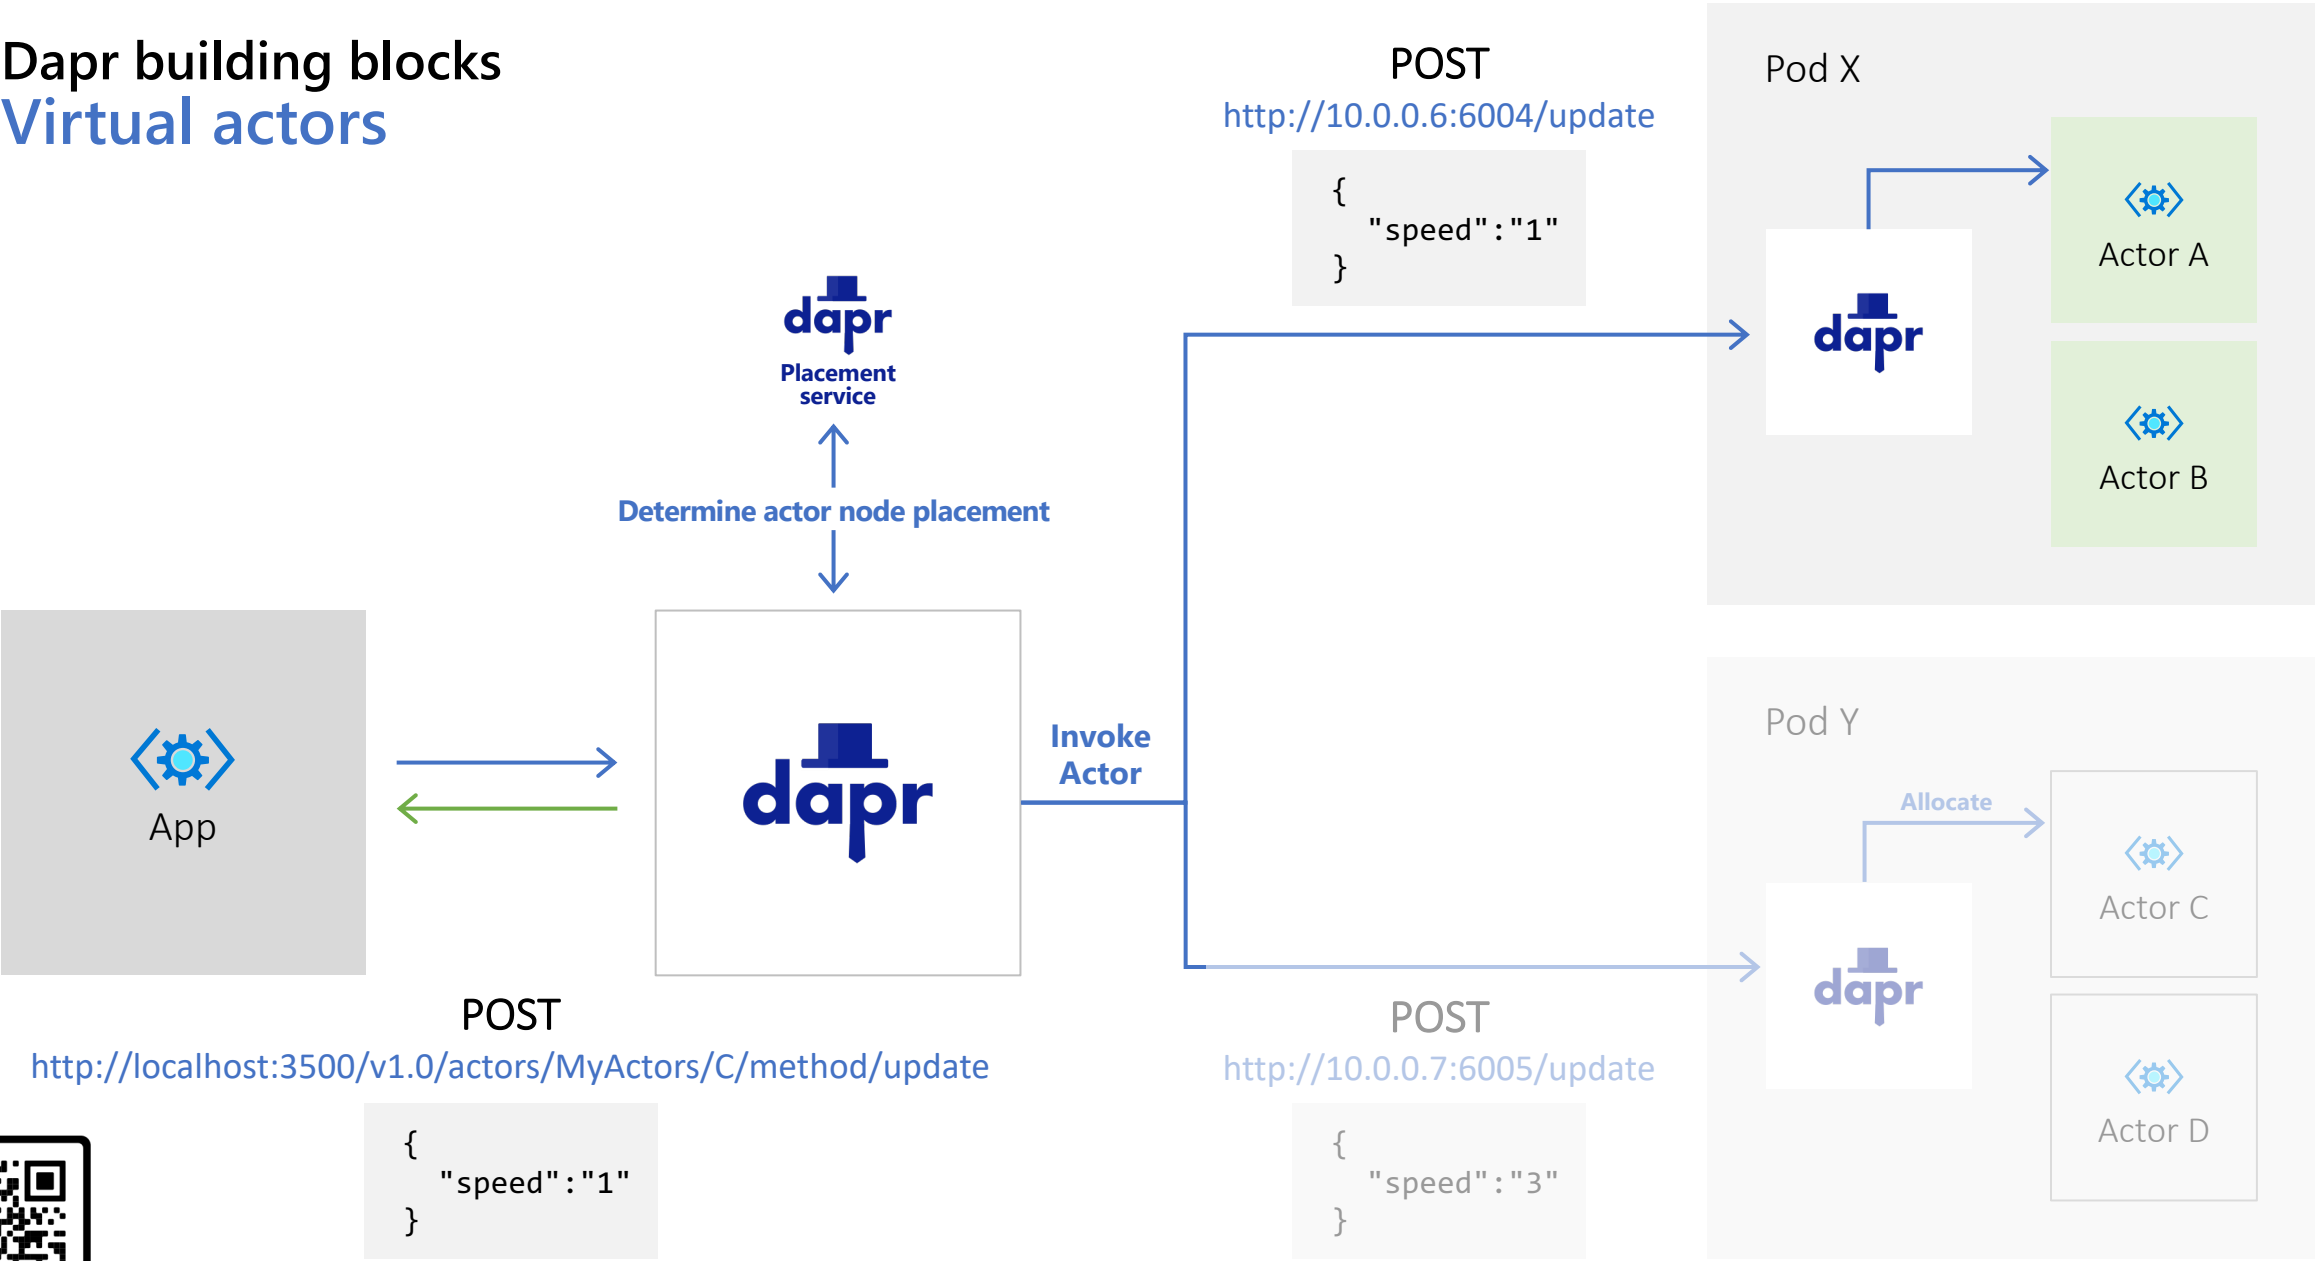 Dapr building blocks
Virtual actors
POST
http://10.0.0.6:6004/update
{
"speed":"1"
}
Pod X
dapr
Actor A
Actor B
dapr
Placement
service
Determine actor node placement
App
dapr
Invoke
Actor
POST
http://localhost:3500/v1.0/actors/MyActors/C/method/update
{
"speed":"1"
}
Pod Y
Allocate
dapr
Actor C
Actor D
POST
http://10.0.0.7:6005/update
{
"speed":"3"
}